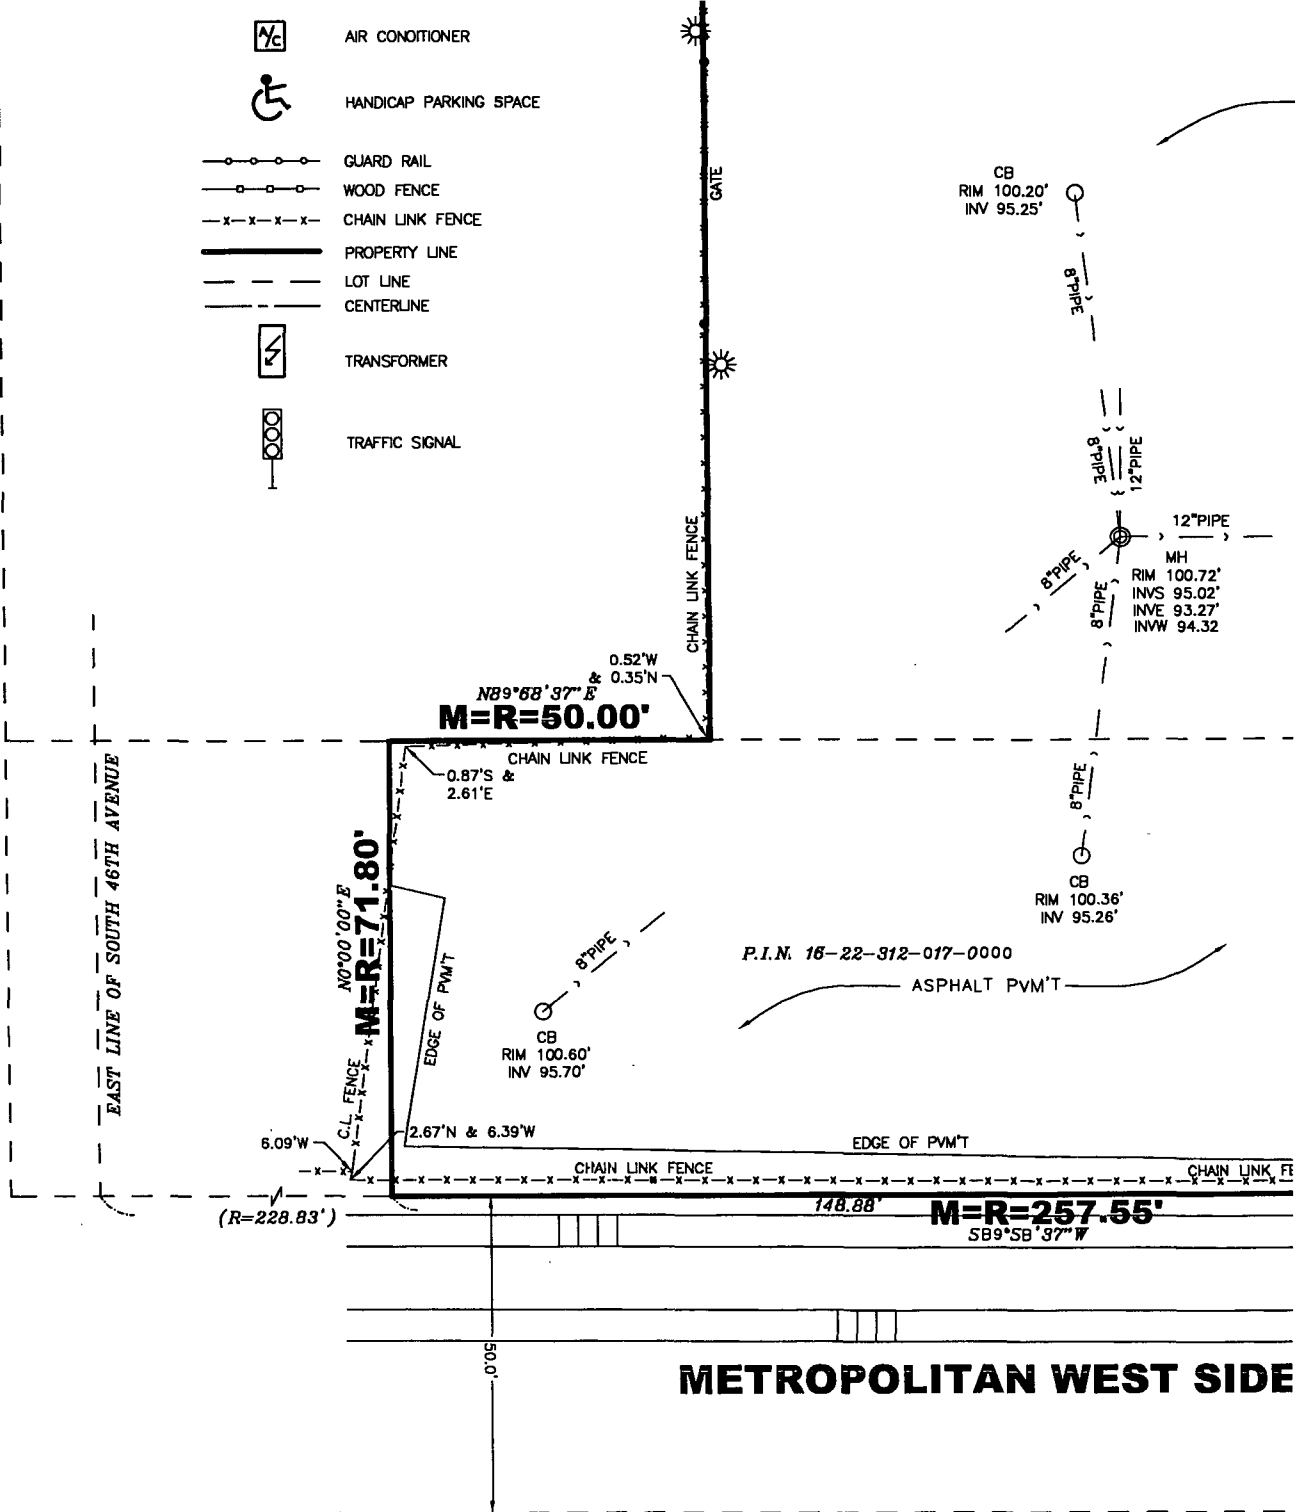 A/C
AIR CONDITIONER
HANDICAP PARKING SPACE
GUARD RAIL
WOOD FENCE
CHAIN LINK FENCE
PROPERTY LINE
LOT LINE
CENTERLINE
TRANSFORMER
TRAFFIC SIGNAL
GATE
CB
RIM 100.20'
INV 95.25'
8"PIPE
8"PIPE
12"PIPE
12"PIPE
MH
RIM 100.72'
INVS 95.02'
INVE 93.27'
INVW 94.32
8"PIPE
8"PIPE
CHAIN LINK FENCE
0.52'W
& 0.35'N
N89°68'37"E
M=R=50.00'
CHAIN LINK FENCE
0.87'S &
2.61'E
EAST LINE OF SOUTH 46TH AVENUE
N0°00'00"E
M=R=71.80'
8"PIPE
CB
RIM 100.36'
INV 95.26'
EDGE OF PVM'T
8"PIPE
P.I.N. 16-22-312-017-0000
ASPHALT PVM'T
CB
RIM 100.60'
INV 95.70'
C.L. FENCE
6.09'W
2.67'N & 6.39'W
EDGE OF PVM'T
CHAIN LINK FENCE
CHAIN LINK FE
(R=228.83')
148.88'
M=R=257.55'
SB9°SB'37"W
50.0'
METROPOLITAN WEST SIDE